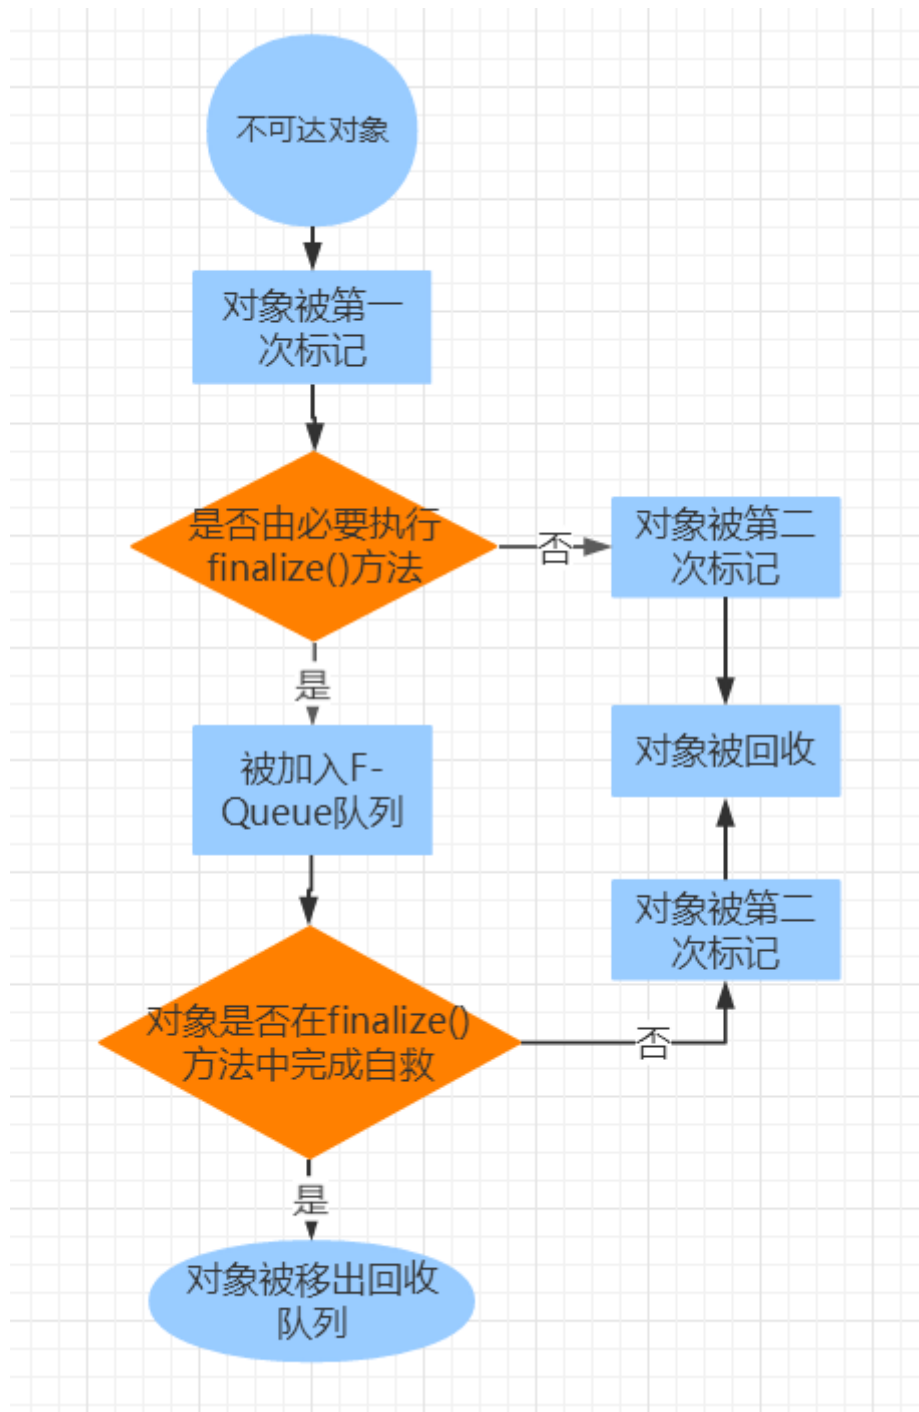 不可达对象
对象被第一
次标记
是否由必要执行
finalize()方法
否
对象被第二
次标记
是
对象被回收
被加入F-
Queue队列
对象被第二
次标记
对象是否在finalize()
方法中完成自救
否
是
对象被移出回收
队列